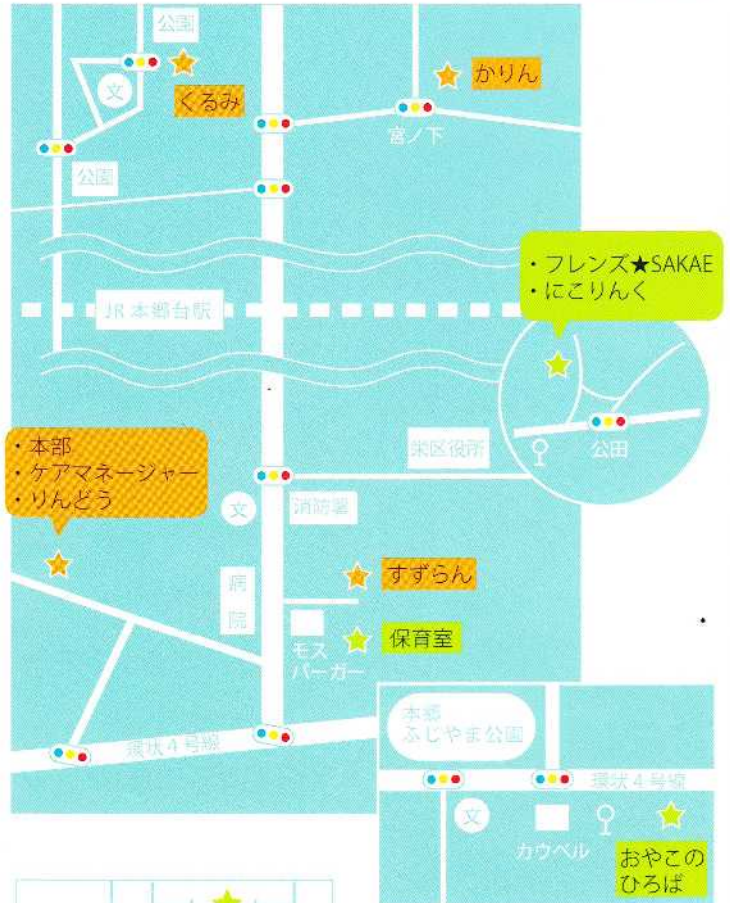 公園
文
くるみ
かりん
宮ノ下
公園
・フレンズ★SAKAE
・にこりんく
JR本郷台駅
公田
栄区役所
・本部
・ケアマネージャー
・りんどう
文
消防署
病
院
すずらん
モス
バーガー
保育室
環状4号線
本郷
ふじやま公園
環状4号線
文
カウベル
おやこの
ひろば